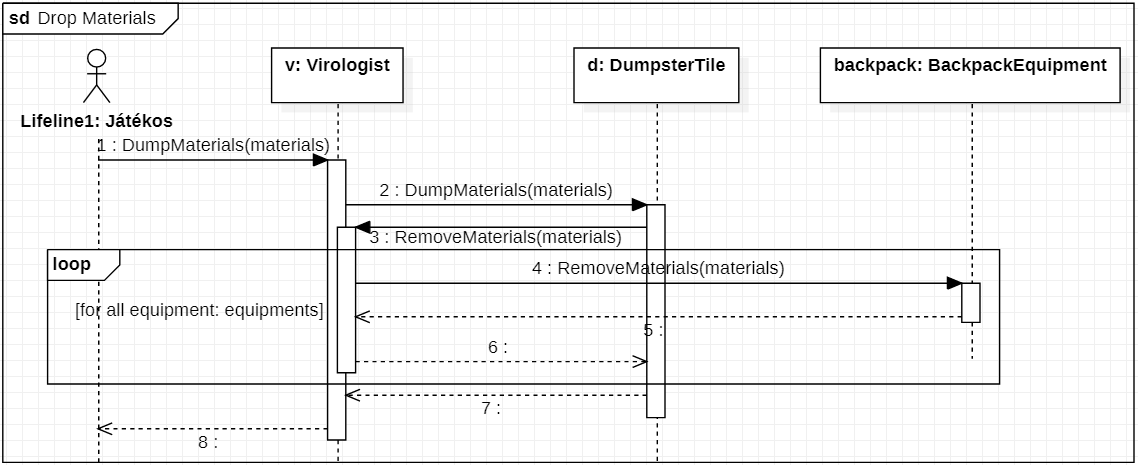 sd Drop Materials
v: Virologist
d: DumpsterTile
backpack: BackpackEquipment
Lifeline1: Játékos
1 : DumpMaterials(materials)
2 : DumpMaterials(materials)
3 : RemoveMaterials(materials)
loop
4 : RemoveMaterials(materials)
[for all equipment: equipments]
5 :
6 :
7 :
8 :